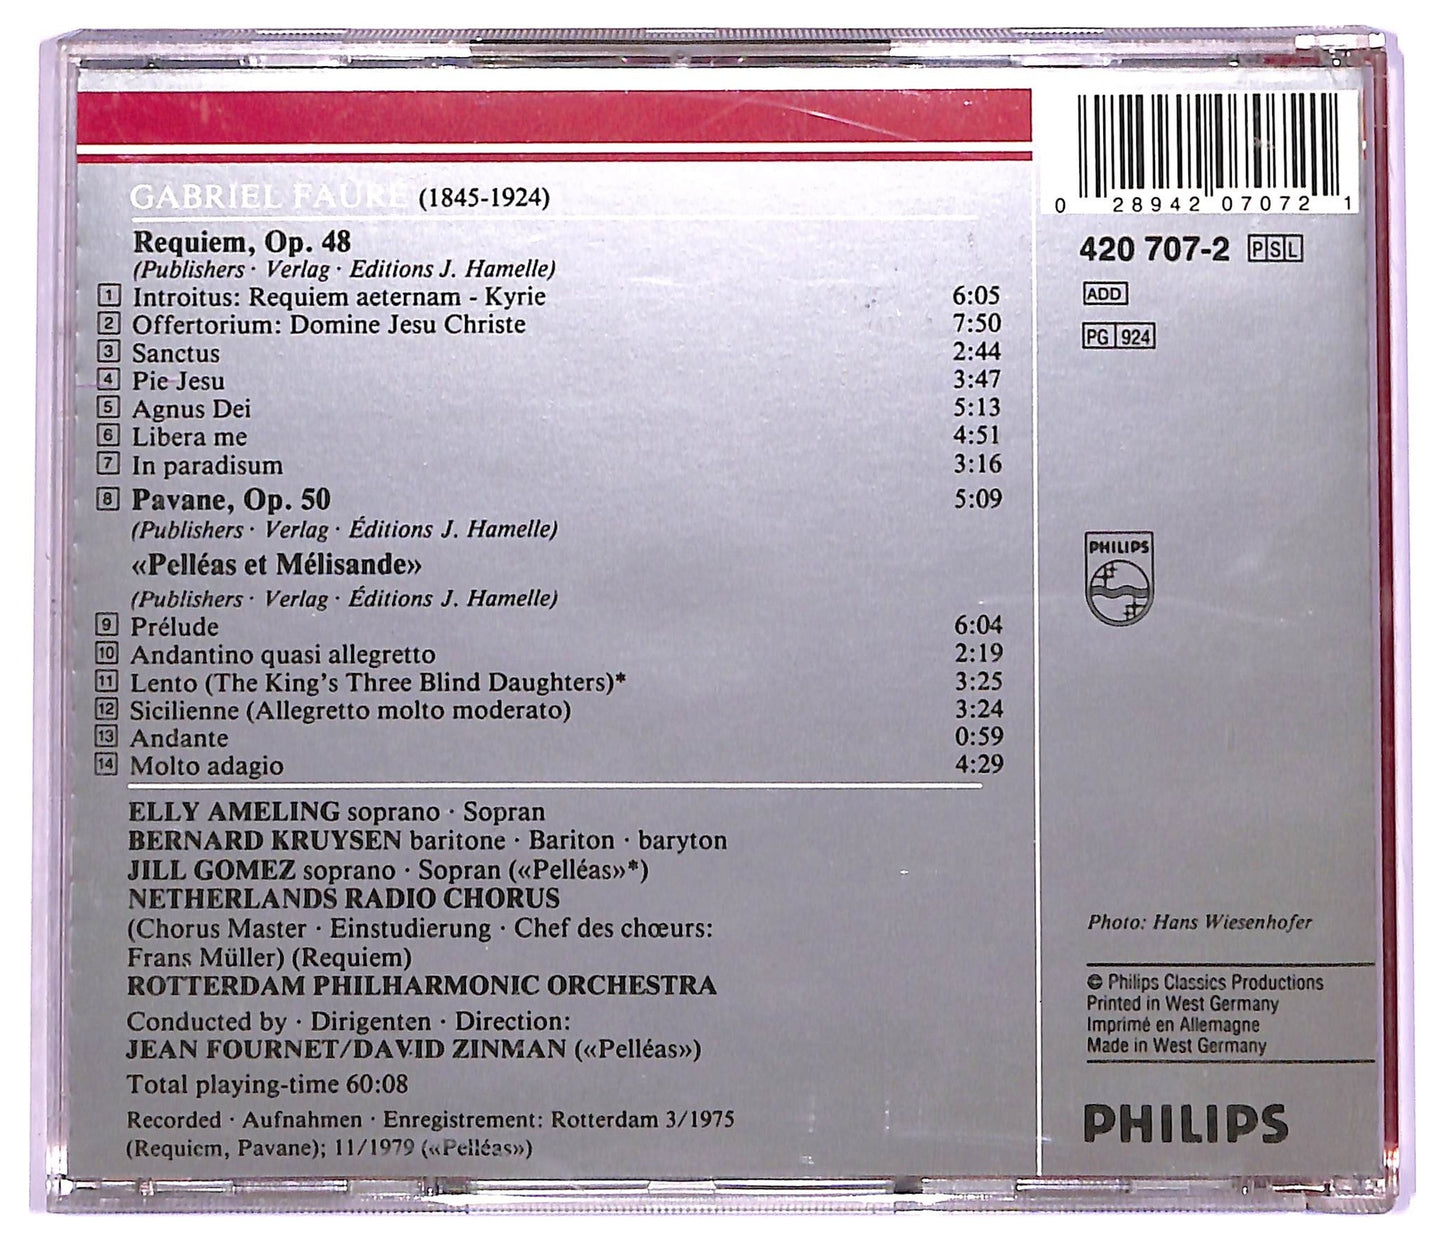 GABRIEL FAURÉ (1845-1924)
Requiem, Op. 48
(Publishers · Verlag · Editions J. Hamelle)
1 Introitus: Requiem aeternam - Kyrie 6:05
2 Offertorium: Domine Jesu Christe 7:50
3 Sanctus 2:44
4 Pie Jesu 3:47
5 Agnus Dei 5:13
6 Libera me 4:51
7 In paradisum 3:16
8 Pavane, Op. 50 5:09
(Publishers · Verlag · Éditions J. Hamelle)
«Pelléas et Mélisande»
(Publishers · Verlag · Éditions J. Hamelle)
9 Prélude 6:04
10 Andantino quasi allegretto 2:19
11 Lento (The King's Three Blind Daughters)* 3:25
12 Sicilienne (Allegretto molto moderato) 3:24
13 Andante 0:59
14 Molto adagio 4:29
ELLY AMELING soprano · Sopran
BERNARD KRUYSEN baritone · Bariton · baryton
JILL GOMEZ soprano · Sopran («Pelléas»*)
NETHERLANDS RADIO CHORUS
(Chorus Master · Einstudierung · Chef des chœurs:
Frans Müller) (Requiem)
ROTTERDAM PHILHARMONIC ORCHESTRA
Conducted by · Dirigenten · Direction:
JEAN FOURNET/DAVID ZINMAN («Pelléas»)
Total playing-time 60:08
Recorded · Aufnahmen · Enregistrement: Rotterdam 3/1975
(Requiem, Pavane); 11/1979 («Pelléas»)
0 28942 07072 1
420 707-2 PSL
ADD
PG 924
PHILIPS
Photo: Hans Wiesenhofer
© Philips Classics Productions
Printed in West Germany
Imprimé en Allemagne
Made in West Germany
PHILIPS